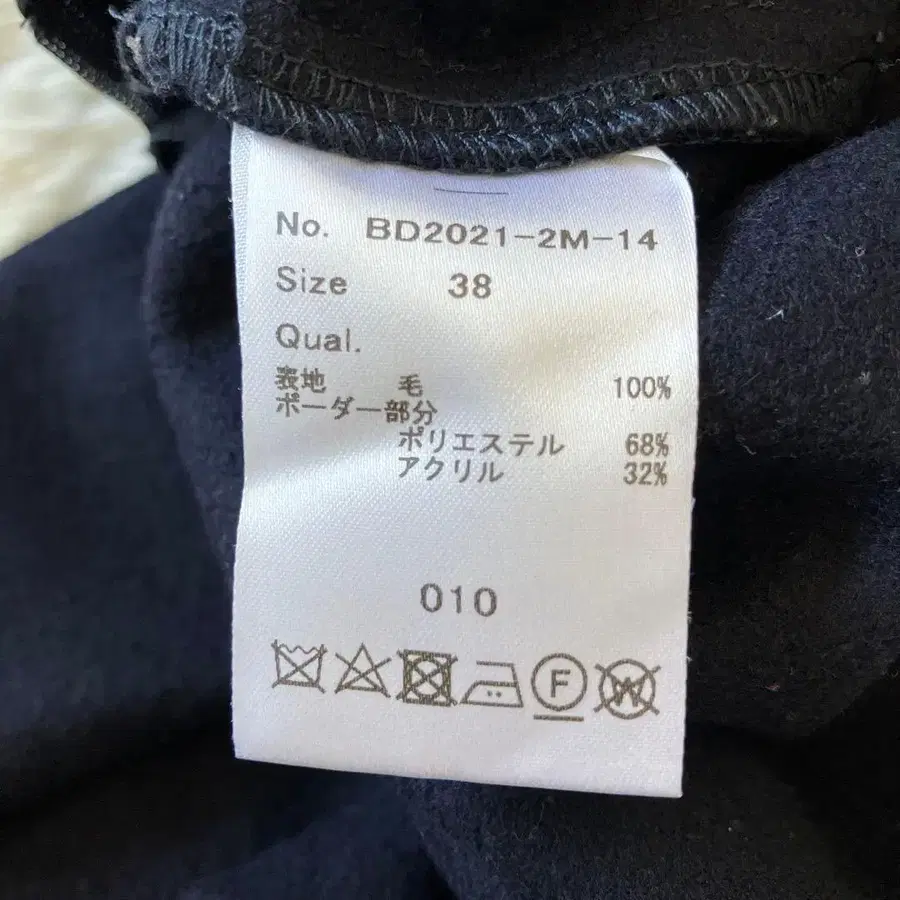 No. BD2021-2M-14
Size 38
Qual.
表地 毛 100%
ボーダー部分
ポリエステル 68%
アクリル 32%
010
F W